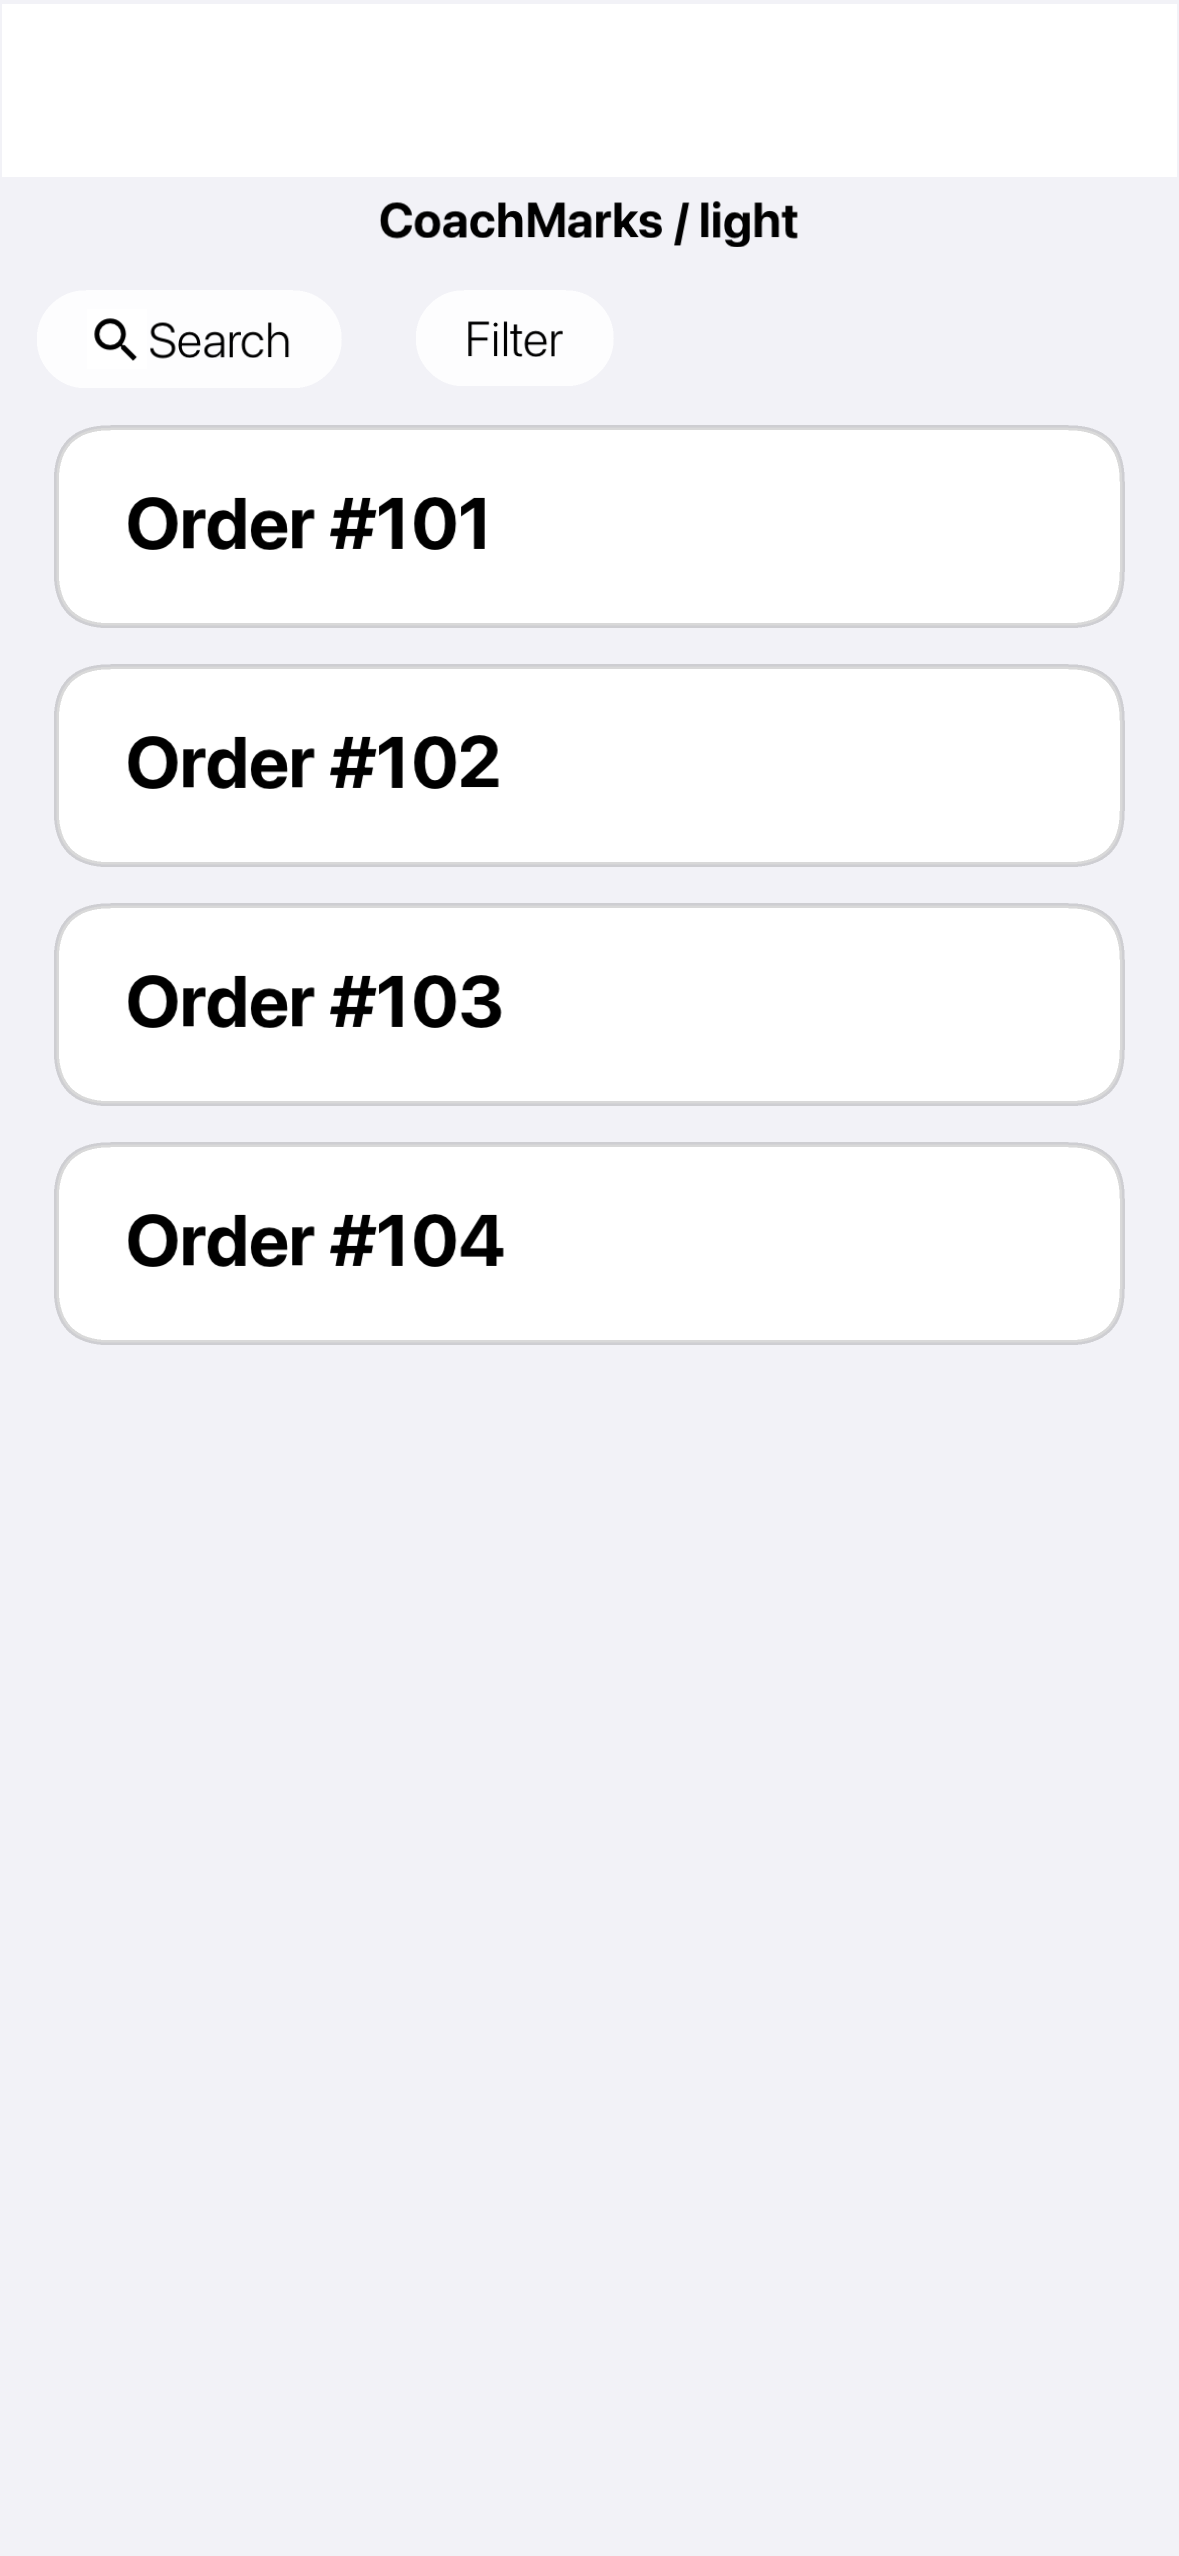 CoachMarks / light
Search Filter
Order #101
Order #102
Order #103
Order #104